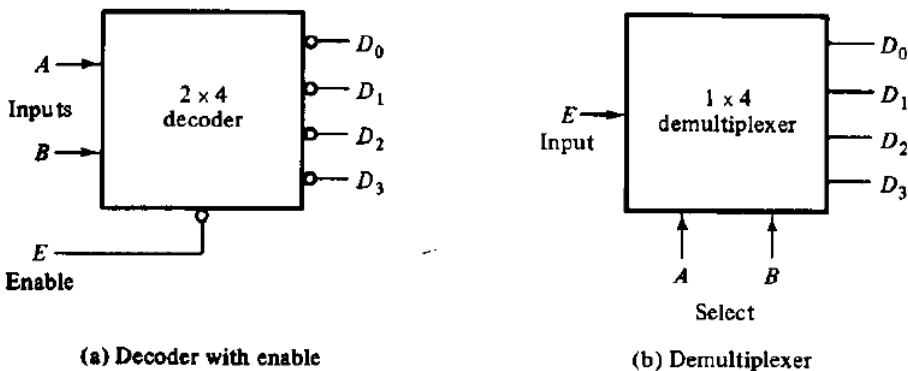 A
Inputs
B
2 × 4
decoder
D0
D1
D2
D3
E
Enable
(a) Decoder with enable
E
Input
1 × 4
demultiplexer
D0
D1
D2
D3
A B
Select
(b) Demultiplexer